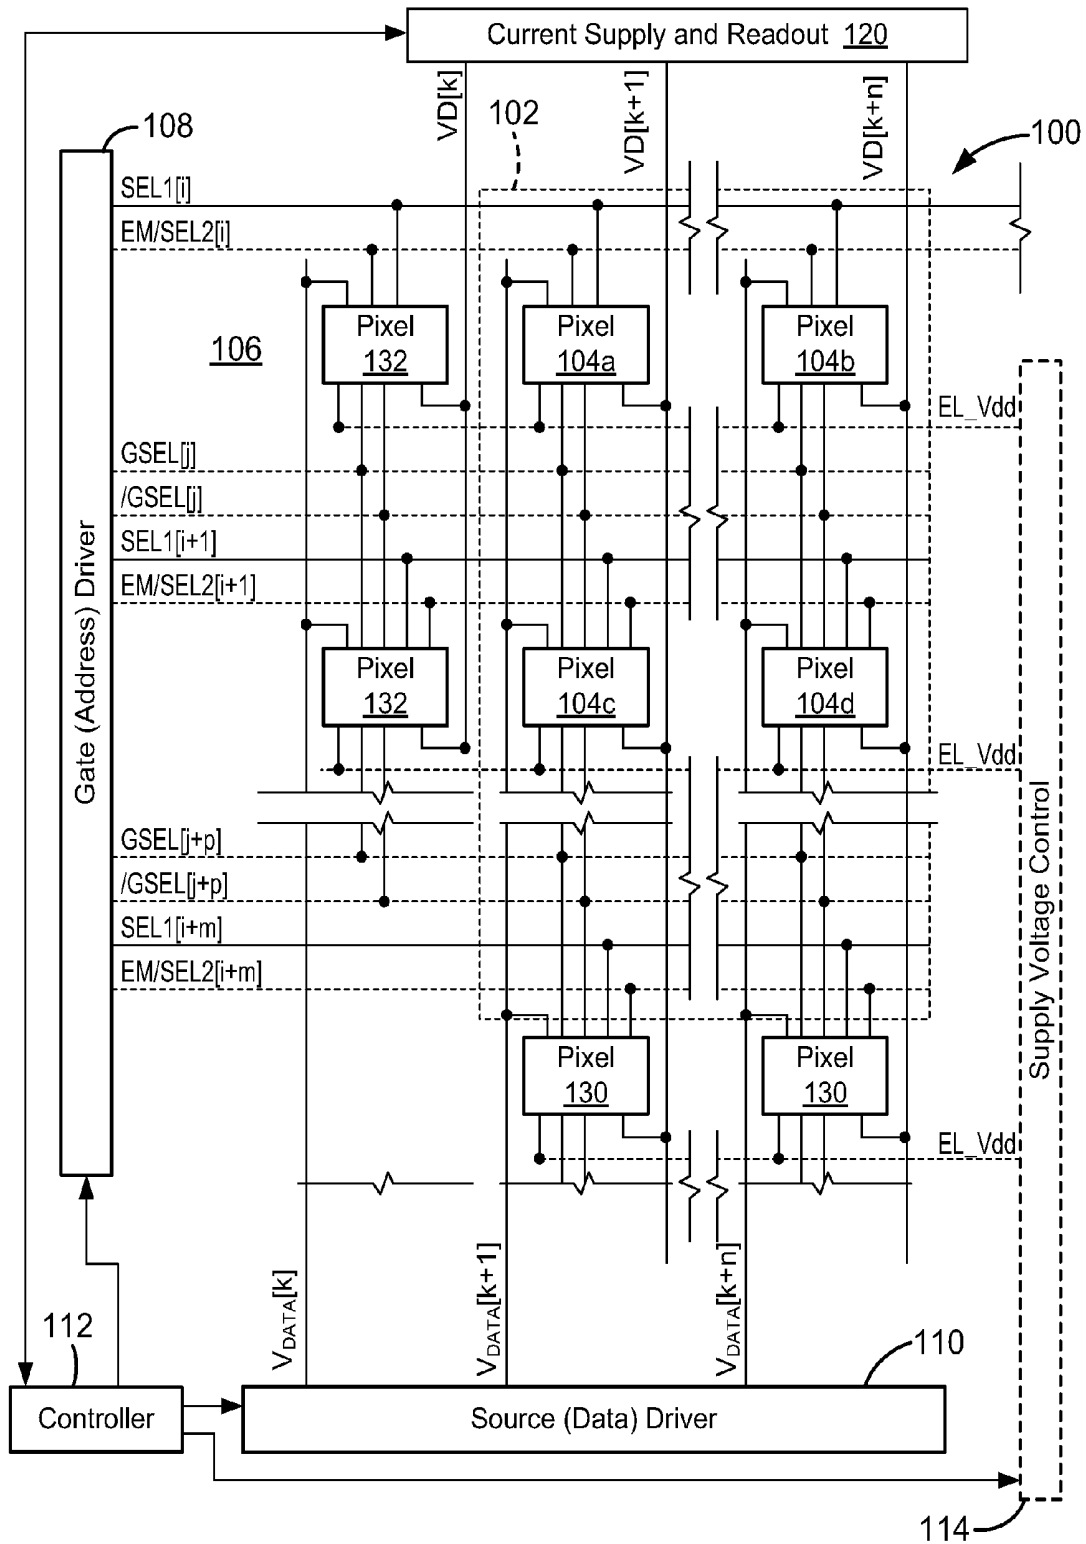 Current Supply and Readout 120
VD[k]
VD[k+1]
VD[k+n]
102
108
100
SEL1[i]
EM/SEL2[i]
106
Pixel
132
Pixel
104a
Pixel
104b
EL_Vdd
GSEL[j]
/GSEL[j]
SEL1[i+1]
EM/SEL2[i+1]
Gate (Address) Driver
Pixel
132
Pixel
104c
Pixel
104d
EL_Vdd
Supply Voltage Control
GSEL[j+p]
/GSEL[j+p]
SEL1[i+m]
EM/SEL2[i+m]
Pixel
130
Pixel
130
EL_Vdd
VDATA[k]
VDATA[k+1]
VDATA[k+n]
112
110
Controller
Source (Data) Driver
114